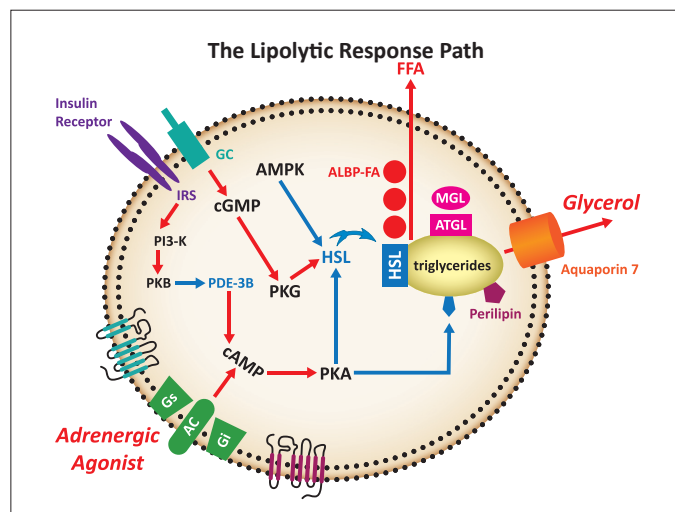 The Lipolytic Response Path
FFA
Insulin
Receptor
GC
IRS
AMPK
ALBP-FA
cGMP
MGL
ATGL
Glycerol
PI3-K
HSL
HSL
triglycerides
Aquaporin 7
PKB
PDE-3B
PKG
Perilipin
cAMP
PKA
Gs
AC
Gi
Adrenergic
Agonist